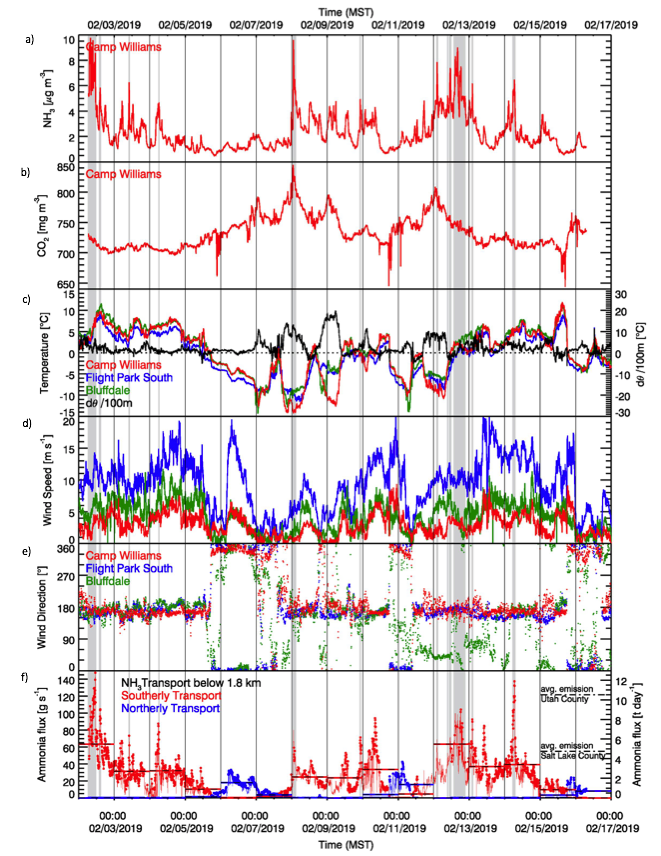 Time (MST)
02/03/2019 02/05/2019 02/07/2019 02/09/2019 02/11/2019 02/13/2019 02/15/2019 02/17/2019
a)
Camp Williams
NH3 [µg m-3]
10
8
6
4
2
0
b)
Camp Williams
CO2 [mg m-3]
850
800
750
700
650
c)
Temperature [°C]
15
10
5
0
-5
-10
-15
30
20
10
0
-10
-20
-30
dθ /100m [°C]
Camp Williams
Flight Park South
Bluffdale
dθ /100m
d)
Wind Speed [m s-1]
20
15
10
5
0
e)
Wind Direction [°]
360
270
180
90
0
Camp Williams
Flight Park South
Bluffdale
f)
Ammonia flux [g s-1]
140
120
100
80
60
40
20
0
NH3Transport below 1.8 km
Southerly Transport
Northerly Transport
avg. emission
Utah County
avg. emission
Salt Lake County
12
10
8
6
4
2
0
Ammonia flux [t day-1]
00:00 00:00 00:00 00:00 00:00 00:00 00:00 00:00
02/03/2019 02/05/2019 02/07/2019 02/09/2019 02/11/2019 02/13/2019 02/15/2019 02/17/2019
Time (MST)